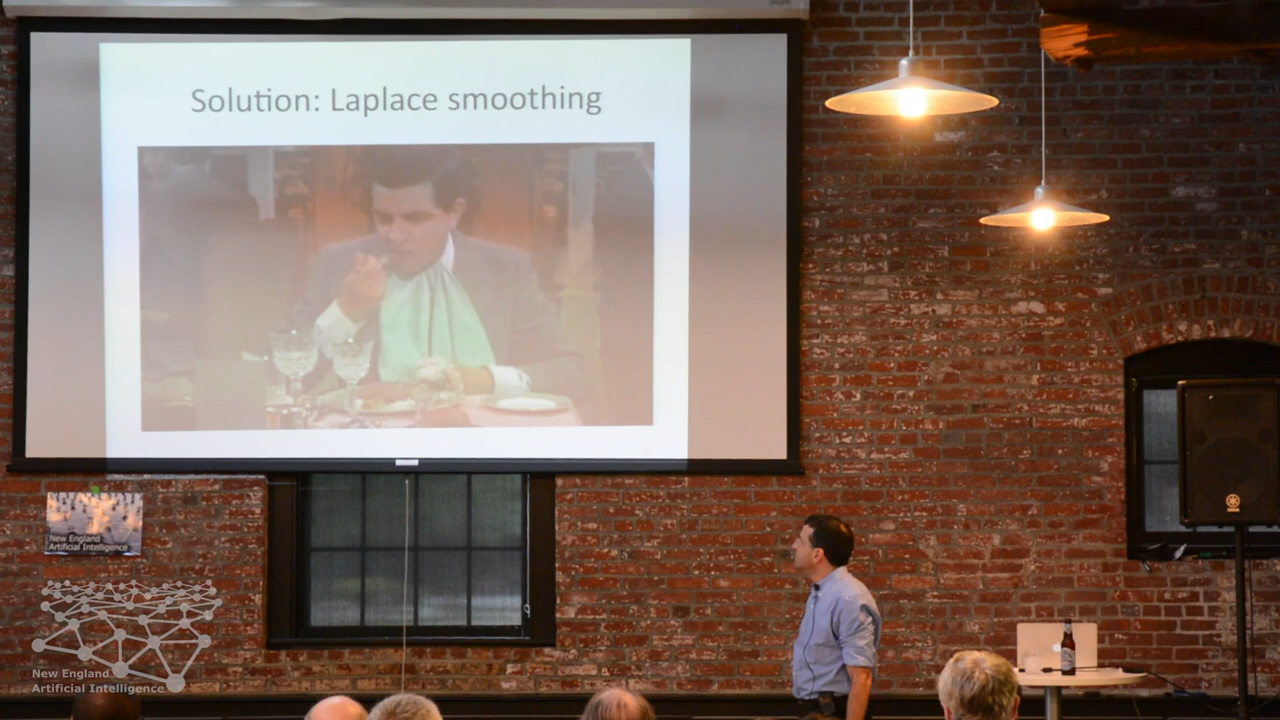 Solution: Laplace smoothing
New England
Artificial Intelligence
New England
Artificial Intelligence